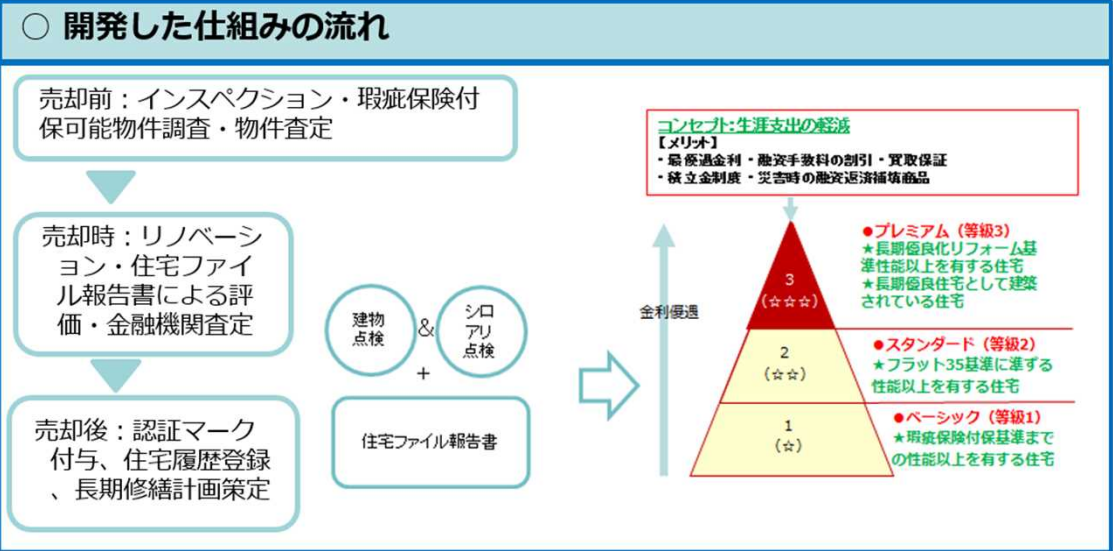 ○ 開発した仕組みの流れ
売却前：インスペクション・瑕疵保険付
保可能物件調査・物件査定
売却時：リノベーシ
ョン・住宅ファイ
ル報告書による評
価・金融機関査定
売却後：認証マーク
付与、住宅履歴登録
、長期修繕計画策定
建物
点検
&
シロ
アリ
点検
+
住宅ファイル報告書
コンセプト：生涯支出の軽減
【メリット】
・最優遇金利・融資手数料の割引・買取保証
・積立金制度・災害時の融資返済補填商品
金利優遇
3
(☆☆☆)
●プレミアム（等級3）
★長期優良化リフォーム基
準性能以上を有する住宅
★長期優良住宅として建築
されている住宅
2
(☆☆)
●スタンダード（等級2）
★フラット35基準に準ずる
性能以上を有する住宅
1
(☆)
●ベーシック（等級1）
★瑕疵保険付保基準まで
の性能以上を有する住宅